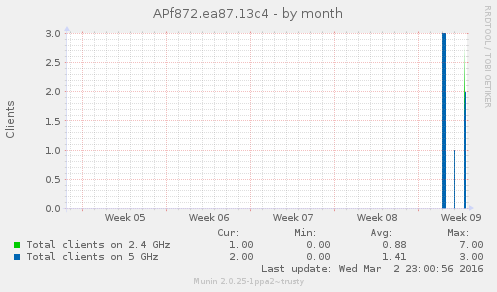 APf872.ea87.13c4 - by month
RRDTOOL / TOBI OETIKER
Clients
3.0
2.5
2.0
1.5
1.0
0.5
0.0
Week 05 Week 06 Week 07 Week 08 Week 09
Cur: Min: Avg: Max:
Total clients on 2.4 GHz 1.00 0.00 0.88 7.00
Total clients on 5 GHz 2.00 0.00 1.41 3.00
Last update: Wed Mar 2 23:00:56 2016
Munin 2.0.25-1ppa2~trusty